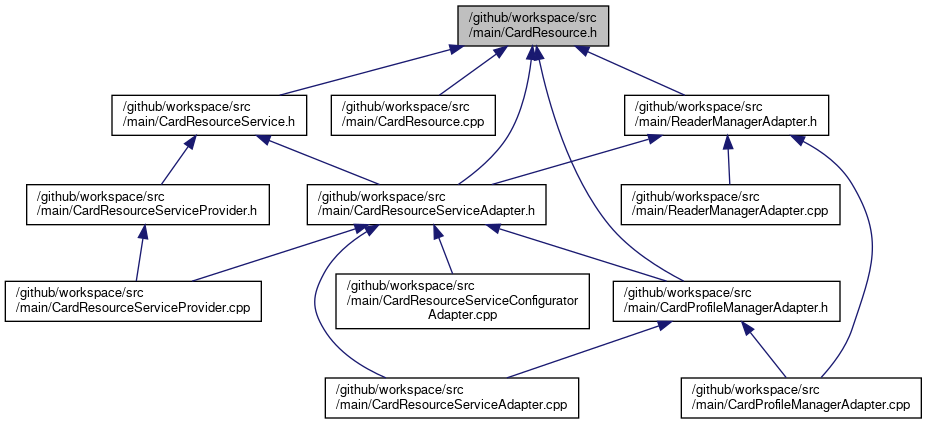 /github/workspace/src
/main/CardResource.h
/github/workspace/src
/main/CardResourceService.h
/github/workspace/src
/main/CardResource.cpp
/github/workspace/src
/main/ReaderManagerAdapter.h
/github/workspace/src
/main/CardResourceServiceProvider.h
/github/workspace/src
/main/CardResourceServiceAdapter.h
/github/workspace/src
/main/ReaderManagerAdapter.cpp
/github/workspace/src
/main/CardResourceServiceProvider.cpp
/github/workspace/src
/main/CardResourceServiceConfigurator
Adapter.cpp
/github/workspace/src
/main/CardProfileManagerAdapter.h
/github/workspace/src
/main/CardResourceServiceAdapter.cpp
/github/workspace/src
/main/CardProfileManagerAdapter.cpp